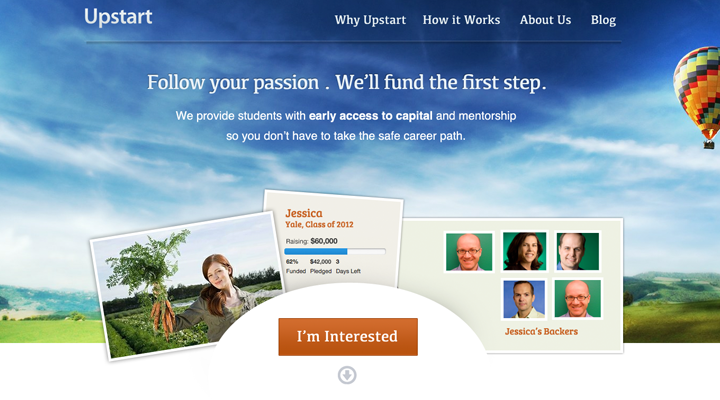 Upstart
Why Upstart How it Works About Us Blog
Follow your passion . We'll fund the first step.
We provide students with early access to capital and mentorship
so you don't have to take the safe career path.
Jessica
Yale, Class of 2012
Raising: $60,000
62% $42,000 3
Funded Pledged Days Left
Jessica's Backers
I'm Interested